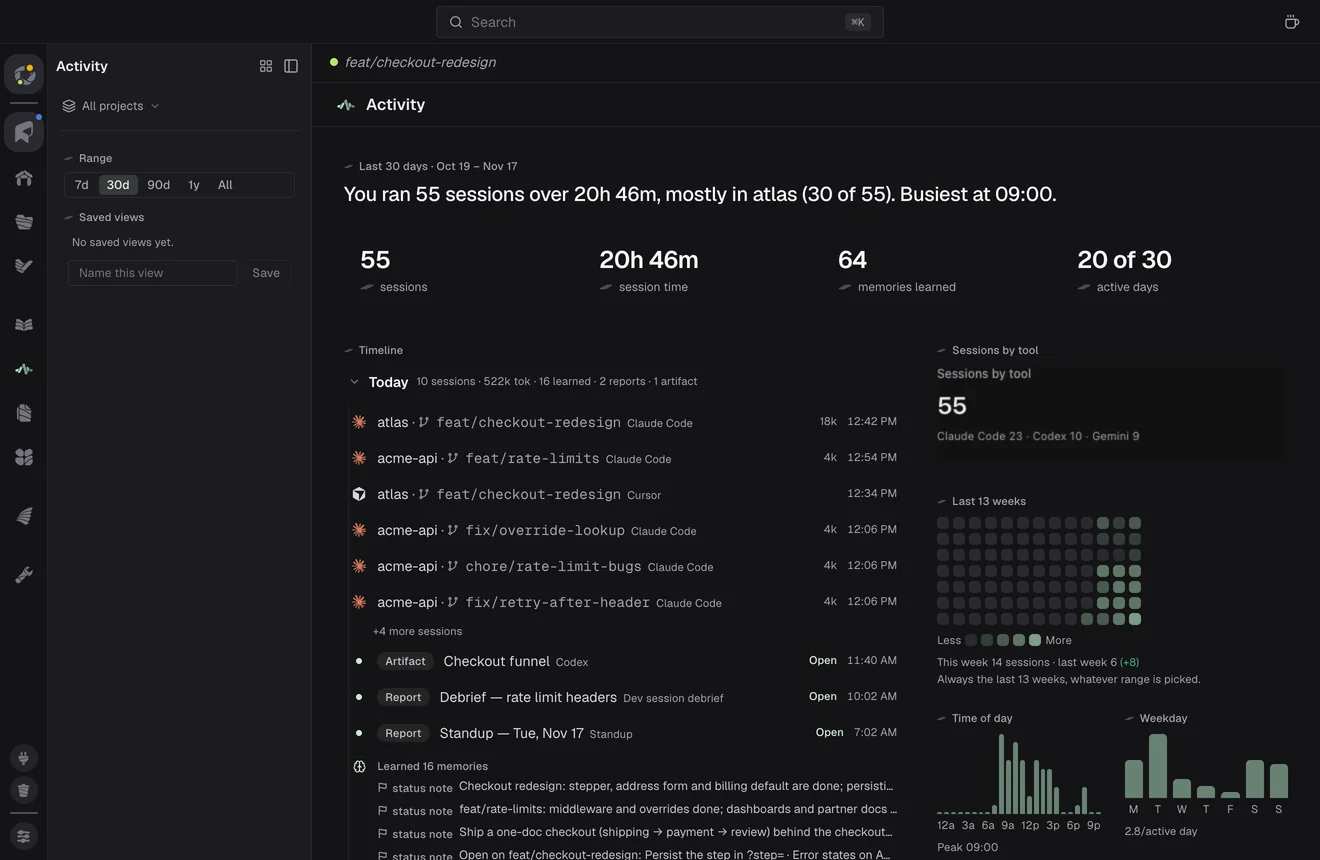 Search
⌘K
Activity
All projects
Range
7d 30d 90d 1y All
Saved views
No saved views yet.
Name this view
Save
feat/checkout-redesign
Activity
Last 30 days · Oct 19 – Nov 17
You ran 55 sessions over 20h 46m, mostly in atlas (30 of 55). Busiest at 09:00.
55
sessions
20h 46m
session time
64
memories learned
20 of 30
active days
Timeline
Today 10 sessions · 522k tok · 16 learned · 2 reports · 1 artifact
atlas · feat/checkout-redesign Claude Code 18k 12:42 PM
acme-api · feat/rate-limits Claude Code 4k 12:54 PM
atlas · feat/checkout-redesign Cursor 12:34 PM
acme-api · fix/override-lookup Claude Code 4k 12:06 PM
acme-api · chore/rate-limit-bugs Claude Code 4k 12:06 PM
acme-api · fix/retry-after-header Claude Code 4k 12:06 PM
+4 more sessions
Artifact Checkout funnel Codex Open 11:40 AM
Report Debrief — rate limit headers Dev session debrief Open 10:02 AM
Report Standup — Tue, Nov 17 Standup Open 7:02 AM
Learned 16 memories
status note Checkout redesign: stepper, address form and billing default are done; persisti…
status note feat/rate-limits: middleware and overrides done; dashboards and partner docs …
status note Ship a one-doc checkout (shipping → payment → review) behind the checkout…
status note Open on feat/checkout-redesign: Persist the step in ?step= · Error states on A…
Sessions by tool
Sessions by tool
55
Claude Code 23 · Codex 10 · Gemini 9
Last 13 weeks
Less More
This week 14 sessions · last week 6 (+8)
Always the last 13 weeks, whatever range is picked.
Time of day
12a 3a 6a 9a 12p 3p 6p 9p
Peak 09:00
Weekday
M T W T F S S
2.8/active day